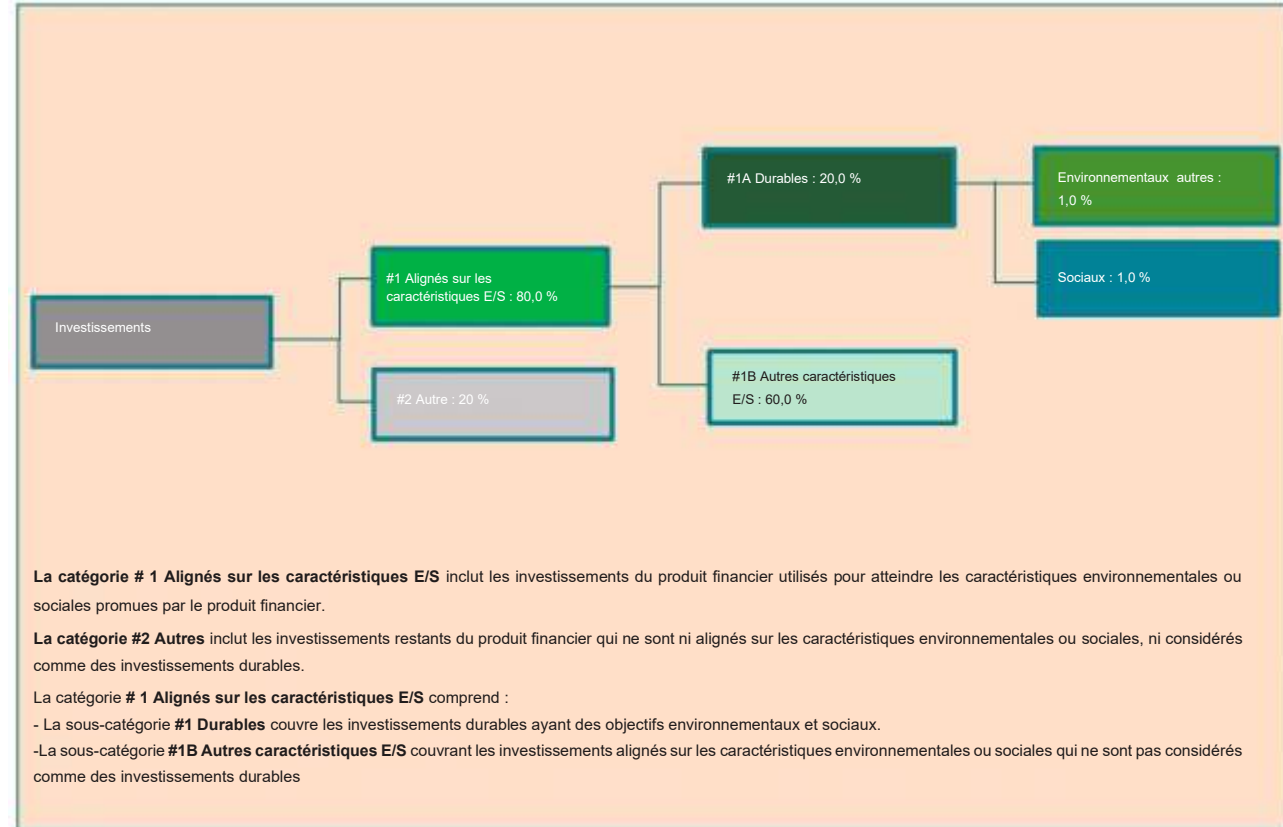 #1A Durables : 20,0 %
Environnementaux autres :
1,0 %
#1 Alignés sur les
caractéristiques E/S : 80,0 %
Sociaux : 1,0 %
Investissements
#2 Autre : 20 %
#1B Autres caractéristiques
E/S : 60,0 %
La catégorie # 1 Alignés sur les caractéristiques E/S inclut les investissements du produit financier utilisés pour atteindre les caractéristiques environnementales ou
sociales promues par le produit financier.
La catégorie #2 Autres inclut les investissements restants du produit financier qui ne sont ni alignés sur les caractéristiques environnementales ou sociales, ni considérés
comme des investissements durables.
La catégorie # 1 Alignés sur les caractéristiques E/S comprend :
- La sous-catégorie #1 Durables couvre les investissements durables ayant des objectifs environnementaux et sociaux.
-La sous-catégorie #1B Autres caractéristiques E/S couvrant les investissements alignés sur les caractéristiques environnementales ou sociales qui ne sont pas considérés
comme des investissements durables